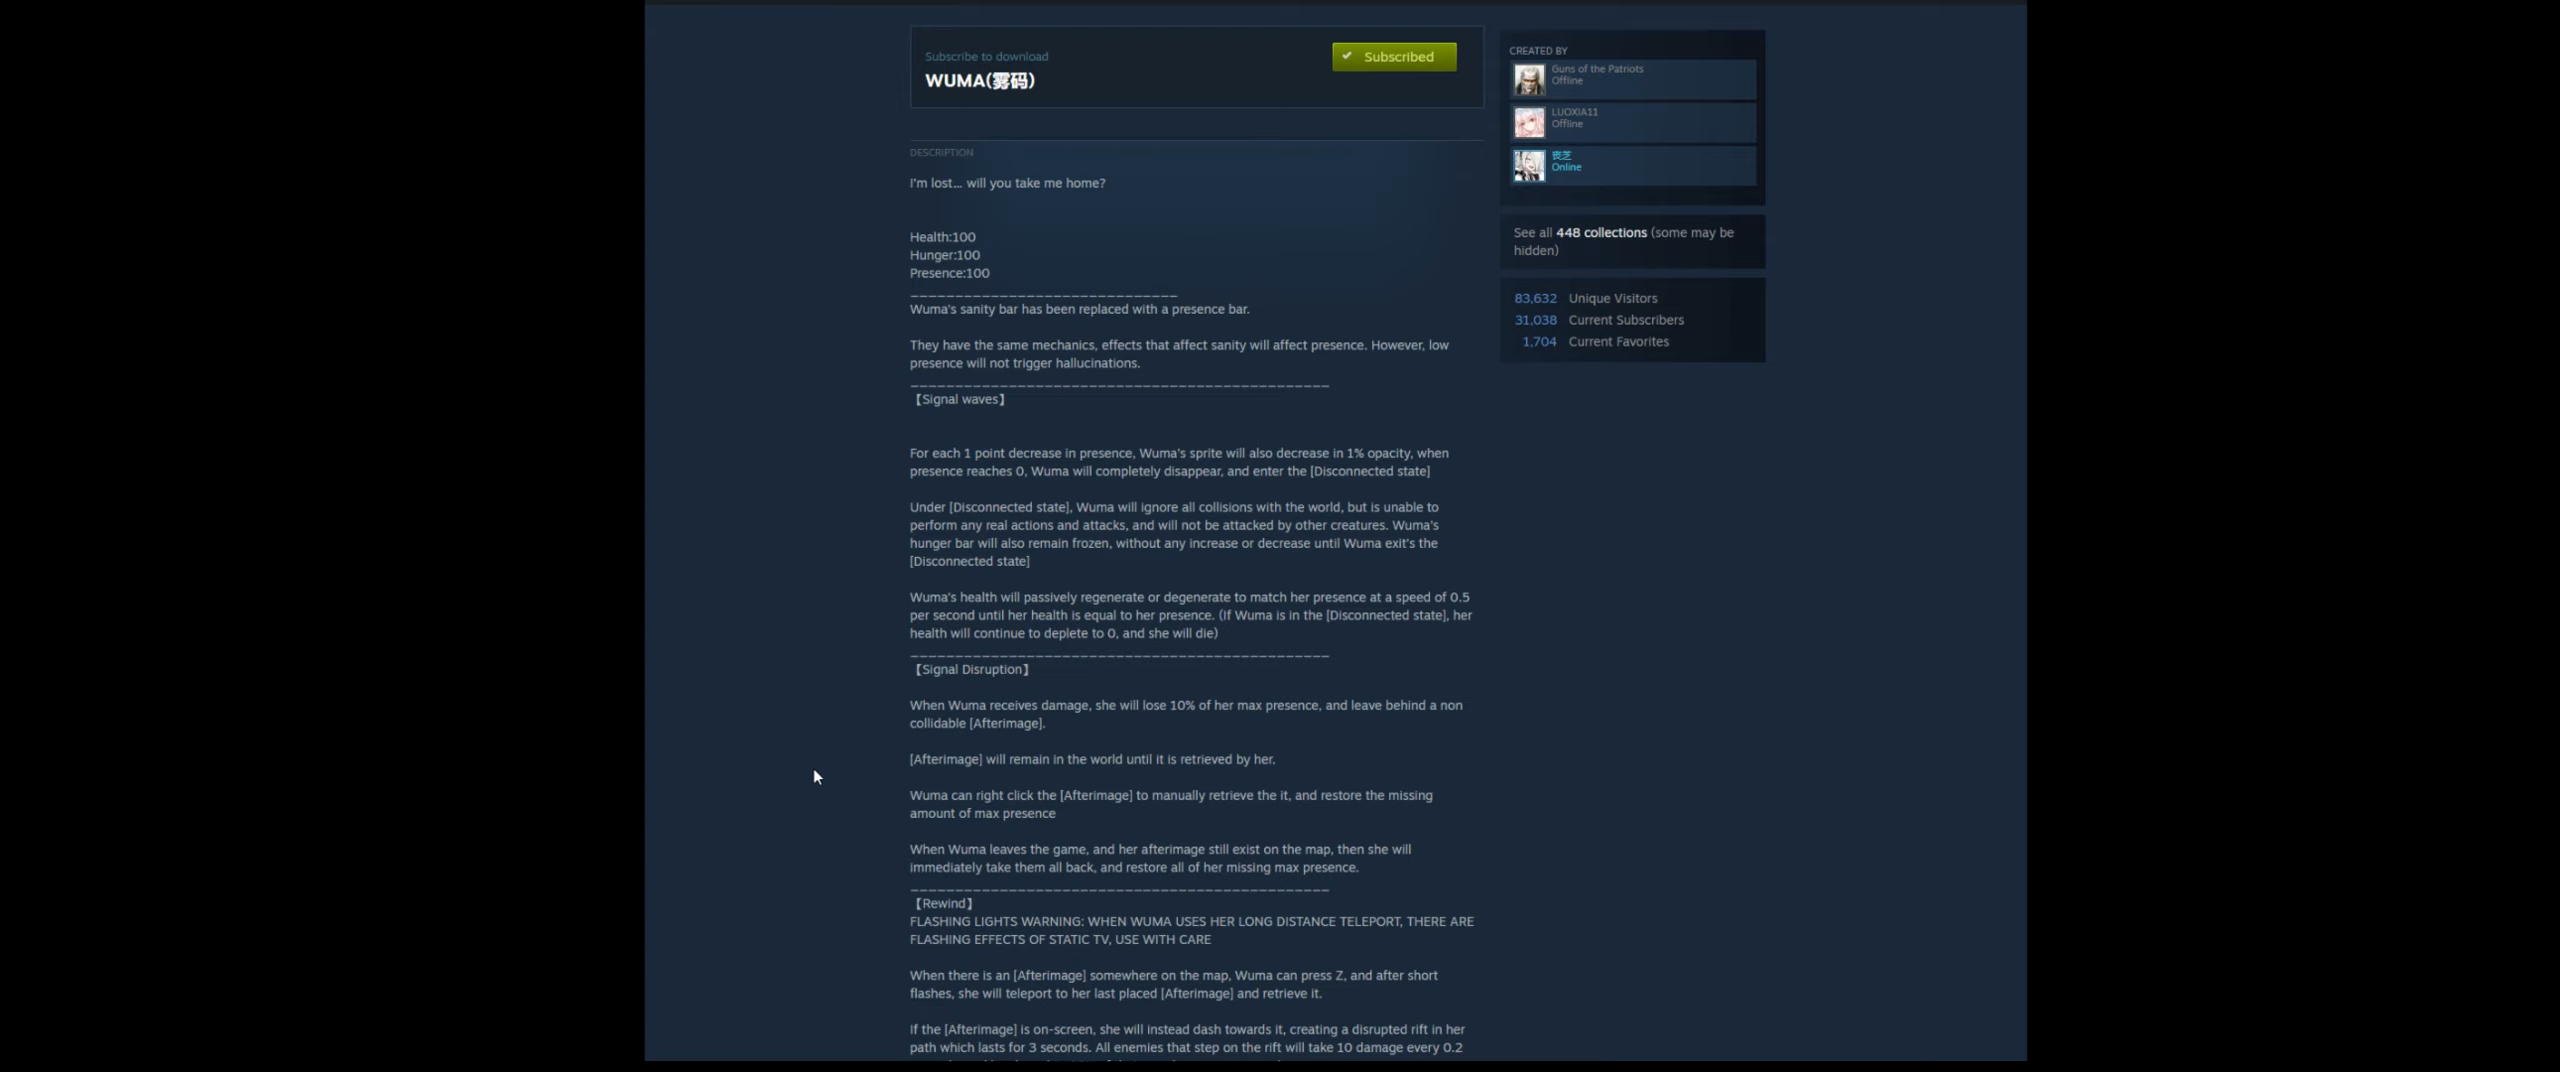 Subscribe to download
WUMA(雾码)
Subscribed
DESCRIPTION
I'm lost... will you take me home?
Health:100
Hunger:100
Presence:100
______________________________
Wuma's sanity bar has been replaced with a presence bar.
They have the same mechanics, effects that affect sanity will affect presence. However, low
presence will not trigger hallucinations.
_______________________________________________
【Signal waves】
For each 1 point decrease in presence, Wuma's sprite will also decrease in 1% opacity, when
presence reaches 0, Wuma will completely disappear, and enter the [Disconnected state]
Under [Disconnected state], Wuma will ignore all collisions with the world, but is unable to
perform any real actions and attacks, and will not be attacked by other creatures. Wuma's
hunger bar will also remain frozen, without any increase or decrease until Wuma exit's the
[Disconnected state]
Wuma's health will passively regenerate or degenerate to match her presence at a speed of 0.5
per second until her health is equal to her presence. (If Wuma is in the [Disconnected state], her
health will continue to deplete to 0, and she will die)
_______________________________________________
【Signal Disruption】
When Wuma receives damage, she will lose 10% of her max presence, and leave behind a non
collidable [Afterimage].
[Afterimage] will remain in the world until it is retrieved by her.
Wuma can right click the [Afterimage] to manually retrieve the it, and restore the missing
amount of max presence
When Wuma leaves the game, and her afterimage still exist on the map, then she will
immediately take them all back, and restore all of her missing max presence.
_______________________________________________
【Rewind】
FLASHING LIGHTS WARNING: WHEN WUMA USES HER LONG DISTANCE TELEPORT, THERE ARE
FLASHING EFFECTS OF STATIC TV, USE WITH CARE
When there is an [Afterimage] somewhere on the map, Wuma can press Z, and after short
flashes, she will teleport to her last placed [Afterimage] and retrieve it.
If the [Afterimage] is on-screen, she will instead dash towards it, creating a disrupted rift in her
path which lasts for 3 seconds. All enemies that step on the rift will take 10 damage every 0.2
CREATED BY
Guns of the Patriots
Offline
LUOXIA11
Offline
丧芝
Online
See all 448 collections (some may be
hidden)
83,632 Unique Visitors
31,038 Current Subscribers
1,704 Current Favorites